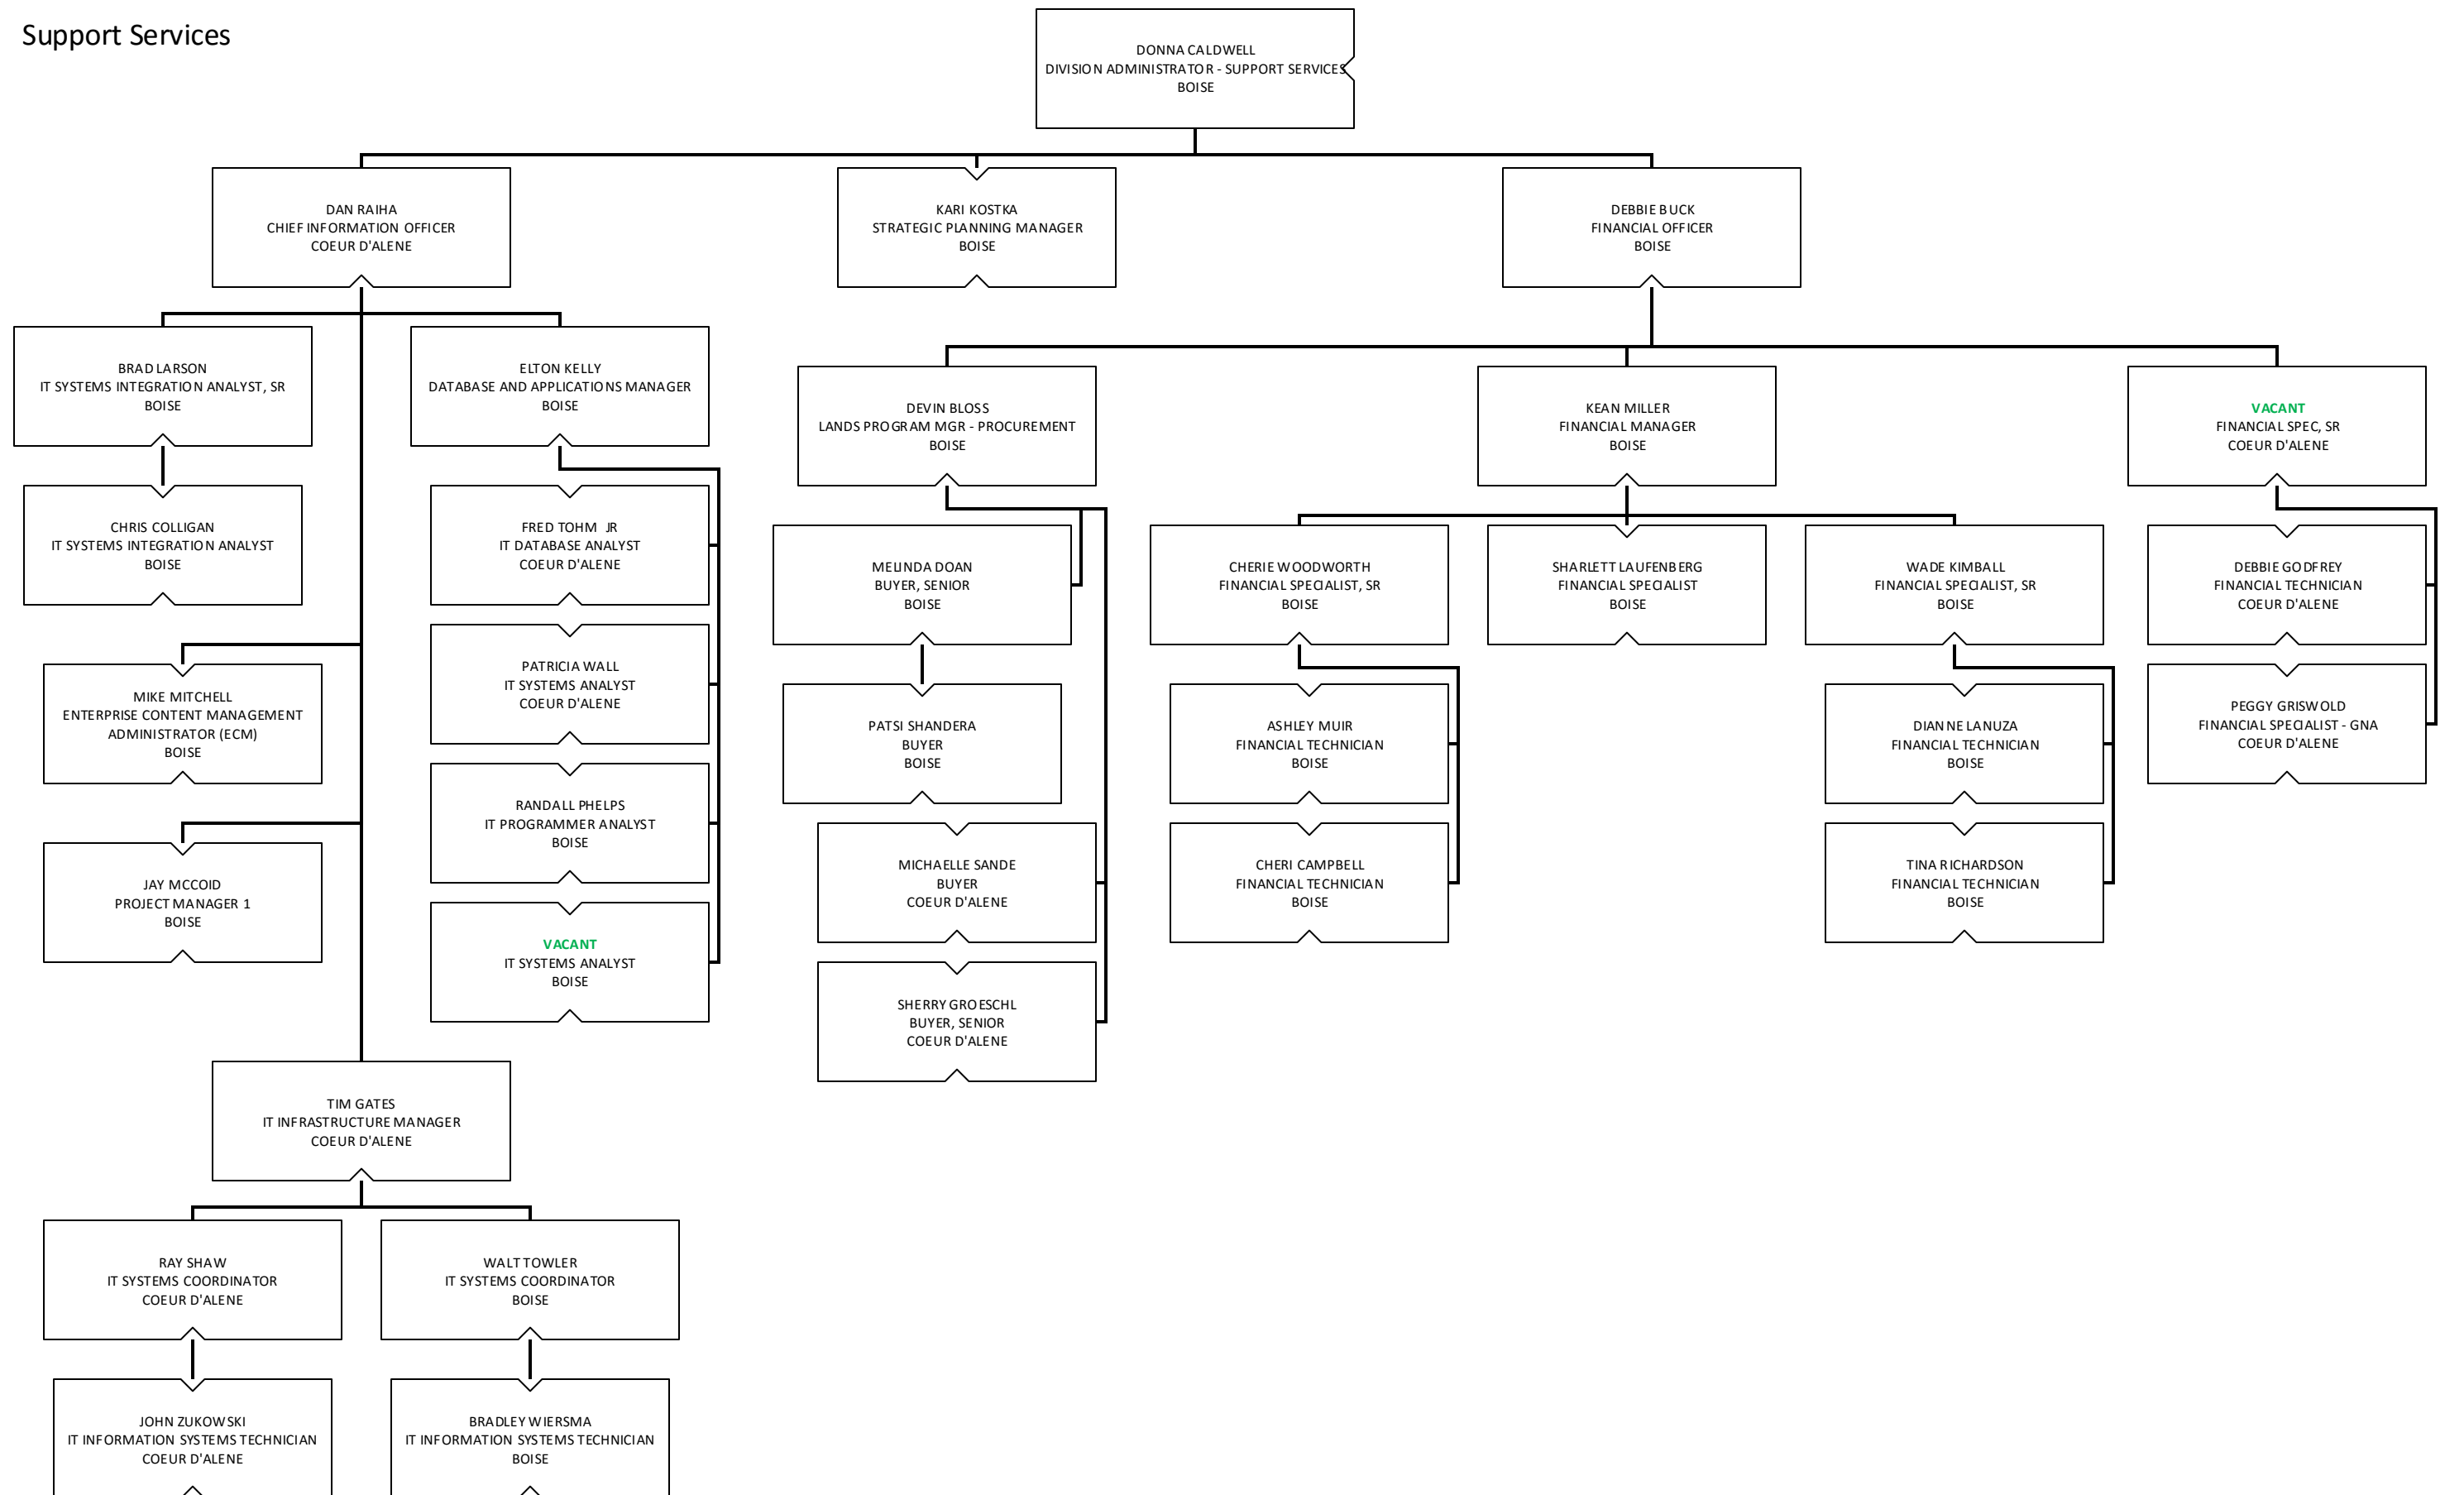 Support Services
DONNA CALDWELL
DIVISION ADMINISTRATOR - SUPPORT SERVICES
BOISE
DAN RAIHA
CHIEF INFORMATION OFFICER
COEUR D'ALENE
KARI KOSTKA
STRATEGIC PLANNING MANAGER
BOISE
DEBBIE BUCK
FINANCIAL OFFICER
BOISE
BRAD LARSON
IT SYSTEMS INTEGRATION ANALYST, SR
BOISE
ELTON KELLY
DATABASE AND APPLICATIONS MANAGER
BOISE
DEVIN BLOSS
LANDS PROGRAM MGR - PROCUREMENT
BOISE
KEAN MILLER
FINANCIAL MANAGER
BOISE
VACANT
FINANCIAL SPEC, SR
COEUR D'ALENE
CHRIS COLLIGAN
IT SYSTEMS INTEGRATION ANALYST
BOISE
FRED TOHM JR
IT DATABASE ANALYST
COEUR D'ALENE
MELINDA DOAN
BUYER, SENIOR
BOISE
CHERIE WOODWORTH
FINANCIAL SPECIALIST, SR
BOISE
SHARLETT LAUFENBERG
FINANCIAL SPECIALIST
BOISE
WADE KIMBALL
FINANCIAL SPECIALIST, SR
BOISE
DEBBIE GODFREY
FINANCIAL TECHNICIAN
COEUR D'ALENE
MIKE MITCHELL
ENTERPRISE CONTENT MANAGEMENT
ADMINISTRATOR (ECM)
BOISE
PATRICIA WALL
IT SYSTEMS ANALYST
COEUR D'ALENE
PATSI SHANDERA
BUYER
BOISE
ASHLEY MUIR
FINANCIAL TECHNICIAN
BOISE
DIANNE LANUZA
FINANCIAL TECHNICIAN
BOISE
PEGGY GRISWOLD
FINANCIAL SPECIALIST - GNA
COEUR D'ALENE
RANDALL PHELPS
IT PROGRAMMER ANALYST
BOISE
JAY MCCOID
PROJECT MANAGER 1
BOISE
MICHAELLE SANDE
BUYER
COEUR D'ALENE
CHERI CAMPBELL
FINANCIAL TECHNICIAN
BOISE
TINA RICHARDSON
FINANCIAL TECHNICIAN
BOISE
VACANT
IT SYSTEMS ANALYST
BOISE
SHERRY GROESCHL
BUYER, SENIOR
COEUR D'ALENE
TIM GATES
IT INFRASTRUCTURE MANAGER
COEUR D'ALENE
RAY SHAW
IT SYSTEMS COORDINATOR
COEUR D'ALENE
WALT TOWLER
IT SYSTEMS COORDINATOR
BOISE
JOHN ZUKOWSKI
IT INFORMATION SYSTEMS TECHNICIAN
COEUR D'ALENE
BRADLEY WIERSMA
IT INFORMATION SYSTEMS TECHNICIAN
BOISE